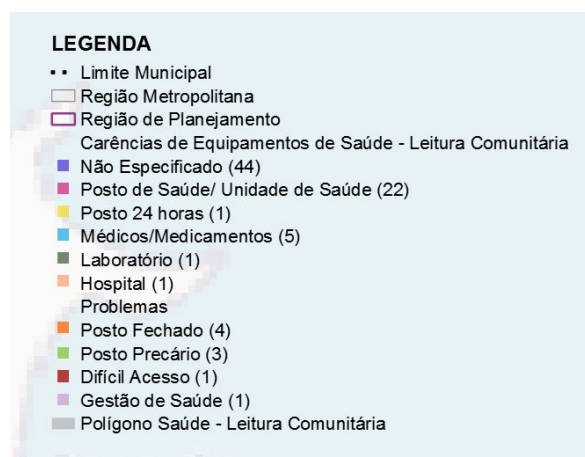 LEGENDA
Limite Municipal
Região Metropolitana
Região de Planejamento
Carências de Equipamentos de Saúde - Leitura Comunitária
Não Especificado (44)
Posto de Saúde/ Unidade de Saúde (22)
Posto 24 horas (1)
Médicos/Medicamentos (5)
Laboratório (1)
Hospital (1)
Problemas
Posto Fechado (4)
Posto Precário (3)
Difícil Acesso (1)
Gestão de Saúde (1)
Polígono Saúde - Leitura Comunitária